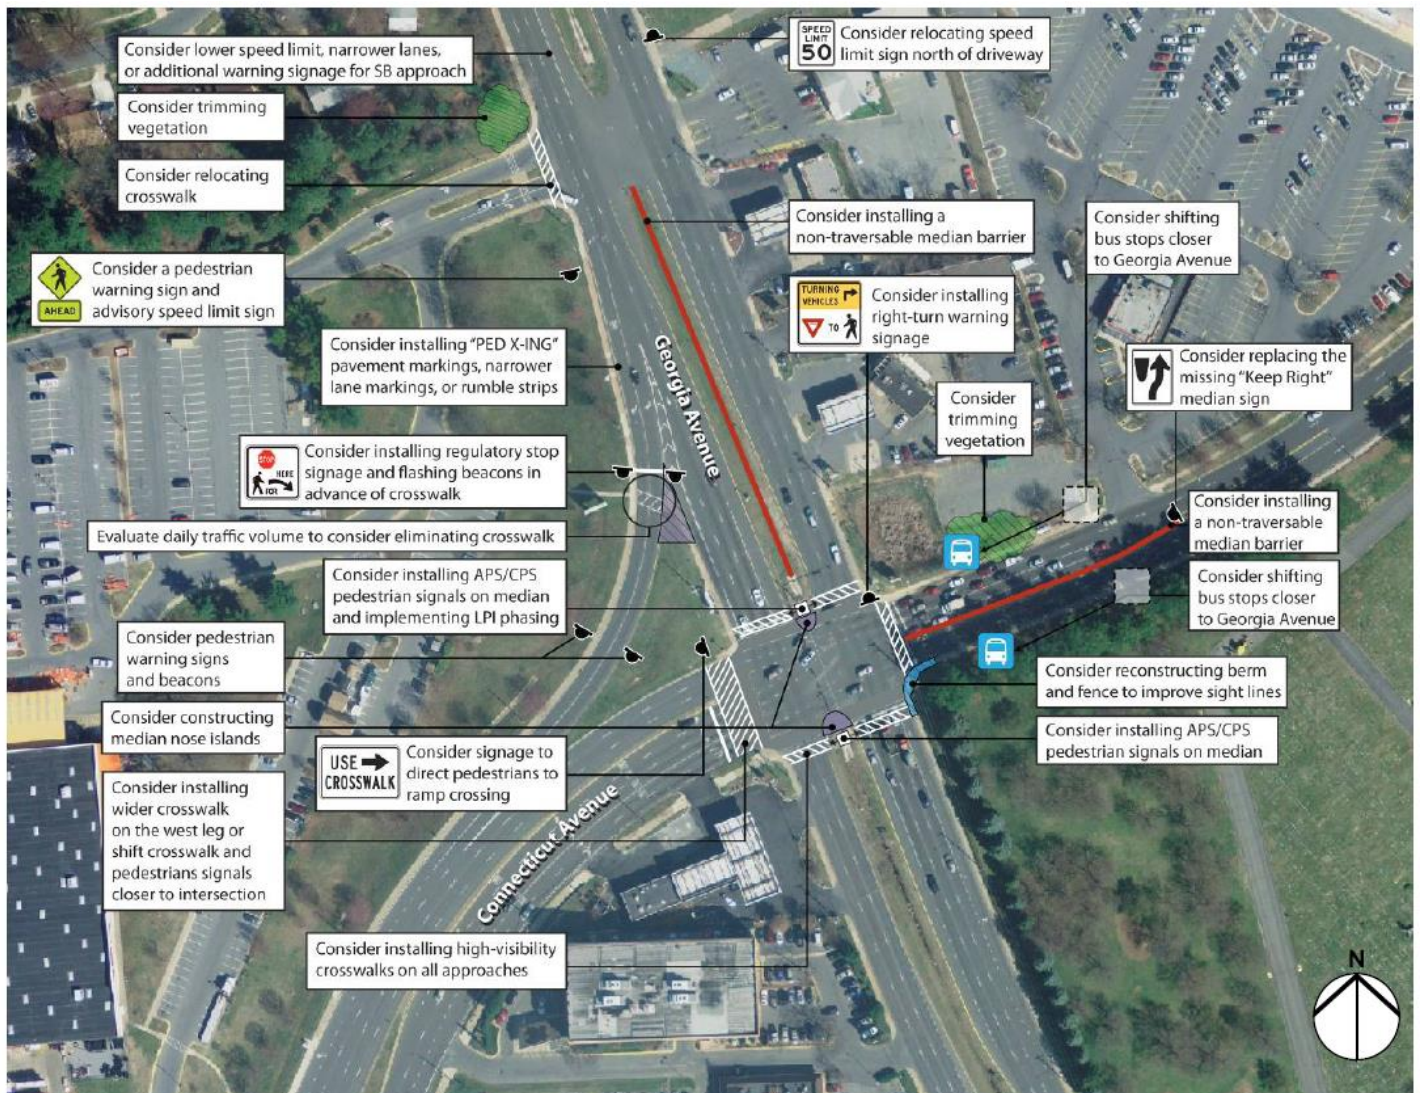 Consider lower speed limit, narrower lanes,
or additional warning signage for SB approach
SPEED
LIMIT
50
Consider relocating speed
limit sign north of driveway
Consider trimming
vegetation
Consider relocating
crosswalk
Consider installing a
non-traversable median barrier
Consider shifting
bus stops closer
to Georgia Avenue
AHEAD
Consider a pedestrian
warning sign and
advisory speed limit sign
TURNING
VEHICLES
TO
Consider installing
right-turn warning
signage
Consider installing "PED X-ING"
pavement markings, narrower
lane markings, or rumble strips
Georgia Avenue
Consider replacing the
missing "Keep Right"
median sign
Consider
trimming
vegetation
STOP
HERE
FOR
Consider installing regulatory stop
signage and flashing beacons in
advance of crosswalk
Consider installing
a non-traversable
median barrier
Evaluate daily traffic volume to consider eliminating crosswalk
Consider installing APS/CPS
pedestrian signals on median
and implementing LPI phasing
Consider shifting
bus stops closer
to Georgia Avenue
Consider pedestrian
warning signs
and beacons
Consider reconstructing berm
and fence to improve sight lines
Consider constructing
median nose islands
Consider installing APS/CPS
pedestrian signals on median
USE
CROSSWALK
Consider signage to
direct pedestrians to
ramp crossing
Consider installing
wider crosswalk
on the west leg or
shift crosswalk and
pedestrians signals
closer to intersection
Connecticut Avenue
Consider installing high-visibility
crosswalks on all approaches
N